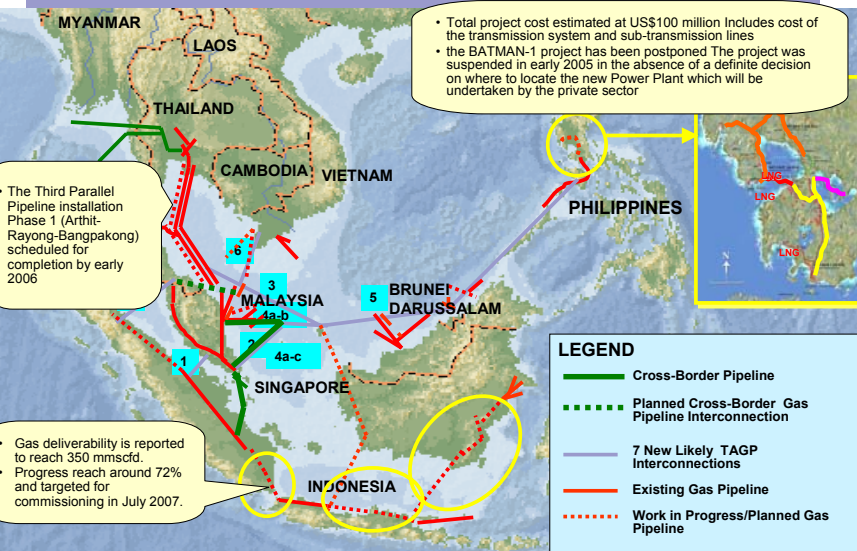 • Total project cost estimated at US$100 million Includes cost of
the transmission system and sub-transmission lines
• the BATMAN-1 project has been postponed The project was
suspended in early 2005 in the absence of a definite decision
on where to locate the new Power Plant which will be
undertaken by the private sector
MYANMAR
LAOS
THAILAND
CAMBODIA
VIETNAM
PHILIPPINES
LNG
LNG
LNG
N
• The Third Parallel
Pipeline installation
Phase 1 (Arthit-
Rayong-Bangpakong)
scheduled for
completion by early
2006
6
3
MALAYSIA
4a-b
5
BRUNEI
DARUSSALAM
1
2
4a-c
SINGAPORE
INDONESIA
• Gas deliverability is reported
to reach 350 mmscfd.
• Progress reach around 72%
and targeted for
commissioning in July 2007.
LEGEND
Cross-Border Pipeline
Planned Cross-Border Gas
Pipeline Interconnection
7 New Likely TAGP
Interconnections
Existing Gas Pipeline
Work in Progress/Planned Gas
Pipeline